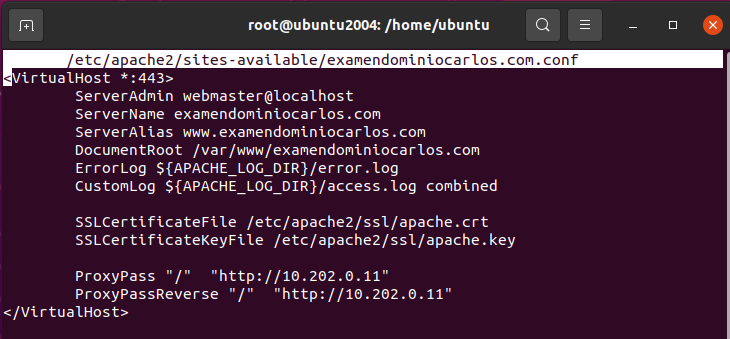 root@ubuntu2004: /home/ubuntu
/etc/apache2/sites-available/examendominiocarlos.com.conf
<VirtualHost *:443>
ServerAdmin webmaster@localhost
ServerName examendominiocarlos.com
ServerAlias www.examendominiocarlos.com
DocumentRoot /var/www/examendominiocarlos.com
ErrorLog ${APACHE_LOG_DIR}/error.log
CustomLog ${APACHE_LOG_DIR}/access.log combined
SSLCertificateFile /etc/apache2/ssl/apache.crt
SSLCertificateKeyFile /etc/apache2/ssl/apache.key
ProxyPass "/"  "http://10.202.0.11"
ProxyPassReverse "/"  "http://10.202.0.11"
</VirtualHost>